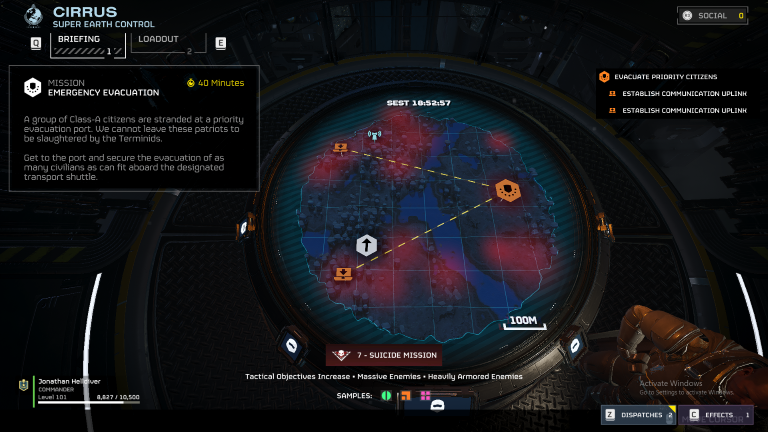 CIRRUS
SUPER EARTH CONTROL
SOCIAL 0
Q BRIEFING 1 LOADOUT 2 E
MISSION
EMERGENCY EVACUATION
40 Minutes
A group of Class-A citizens are stranded at a priority
evacuation port. We cannot leave these patriots to
be slaughtered by the Terminids.
Get to the port and secure the evacuation of as
many civilians as can fit aboard the designated
transport shuttle.
EVACUATE PRIORITY CITIZENS
ESTABLISH COMMUNICATION UPLINK
ESTABLISH COMMUNICATION UPLINK
SEST 18:52:57
100M
7 - SUICIDE MISSION
Tactical Objectives Increase • Massive Enemies • Heavily Armored Enemies
SAMPLES:
Jonathan Helldiver
COMMANDER
Level 101 8,827 / 10,500
Activate Windows
Go to Settings to activate Windows.
Z DISPATCHES 2
C EFFECTS 1
MOVE CURSOR